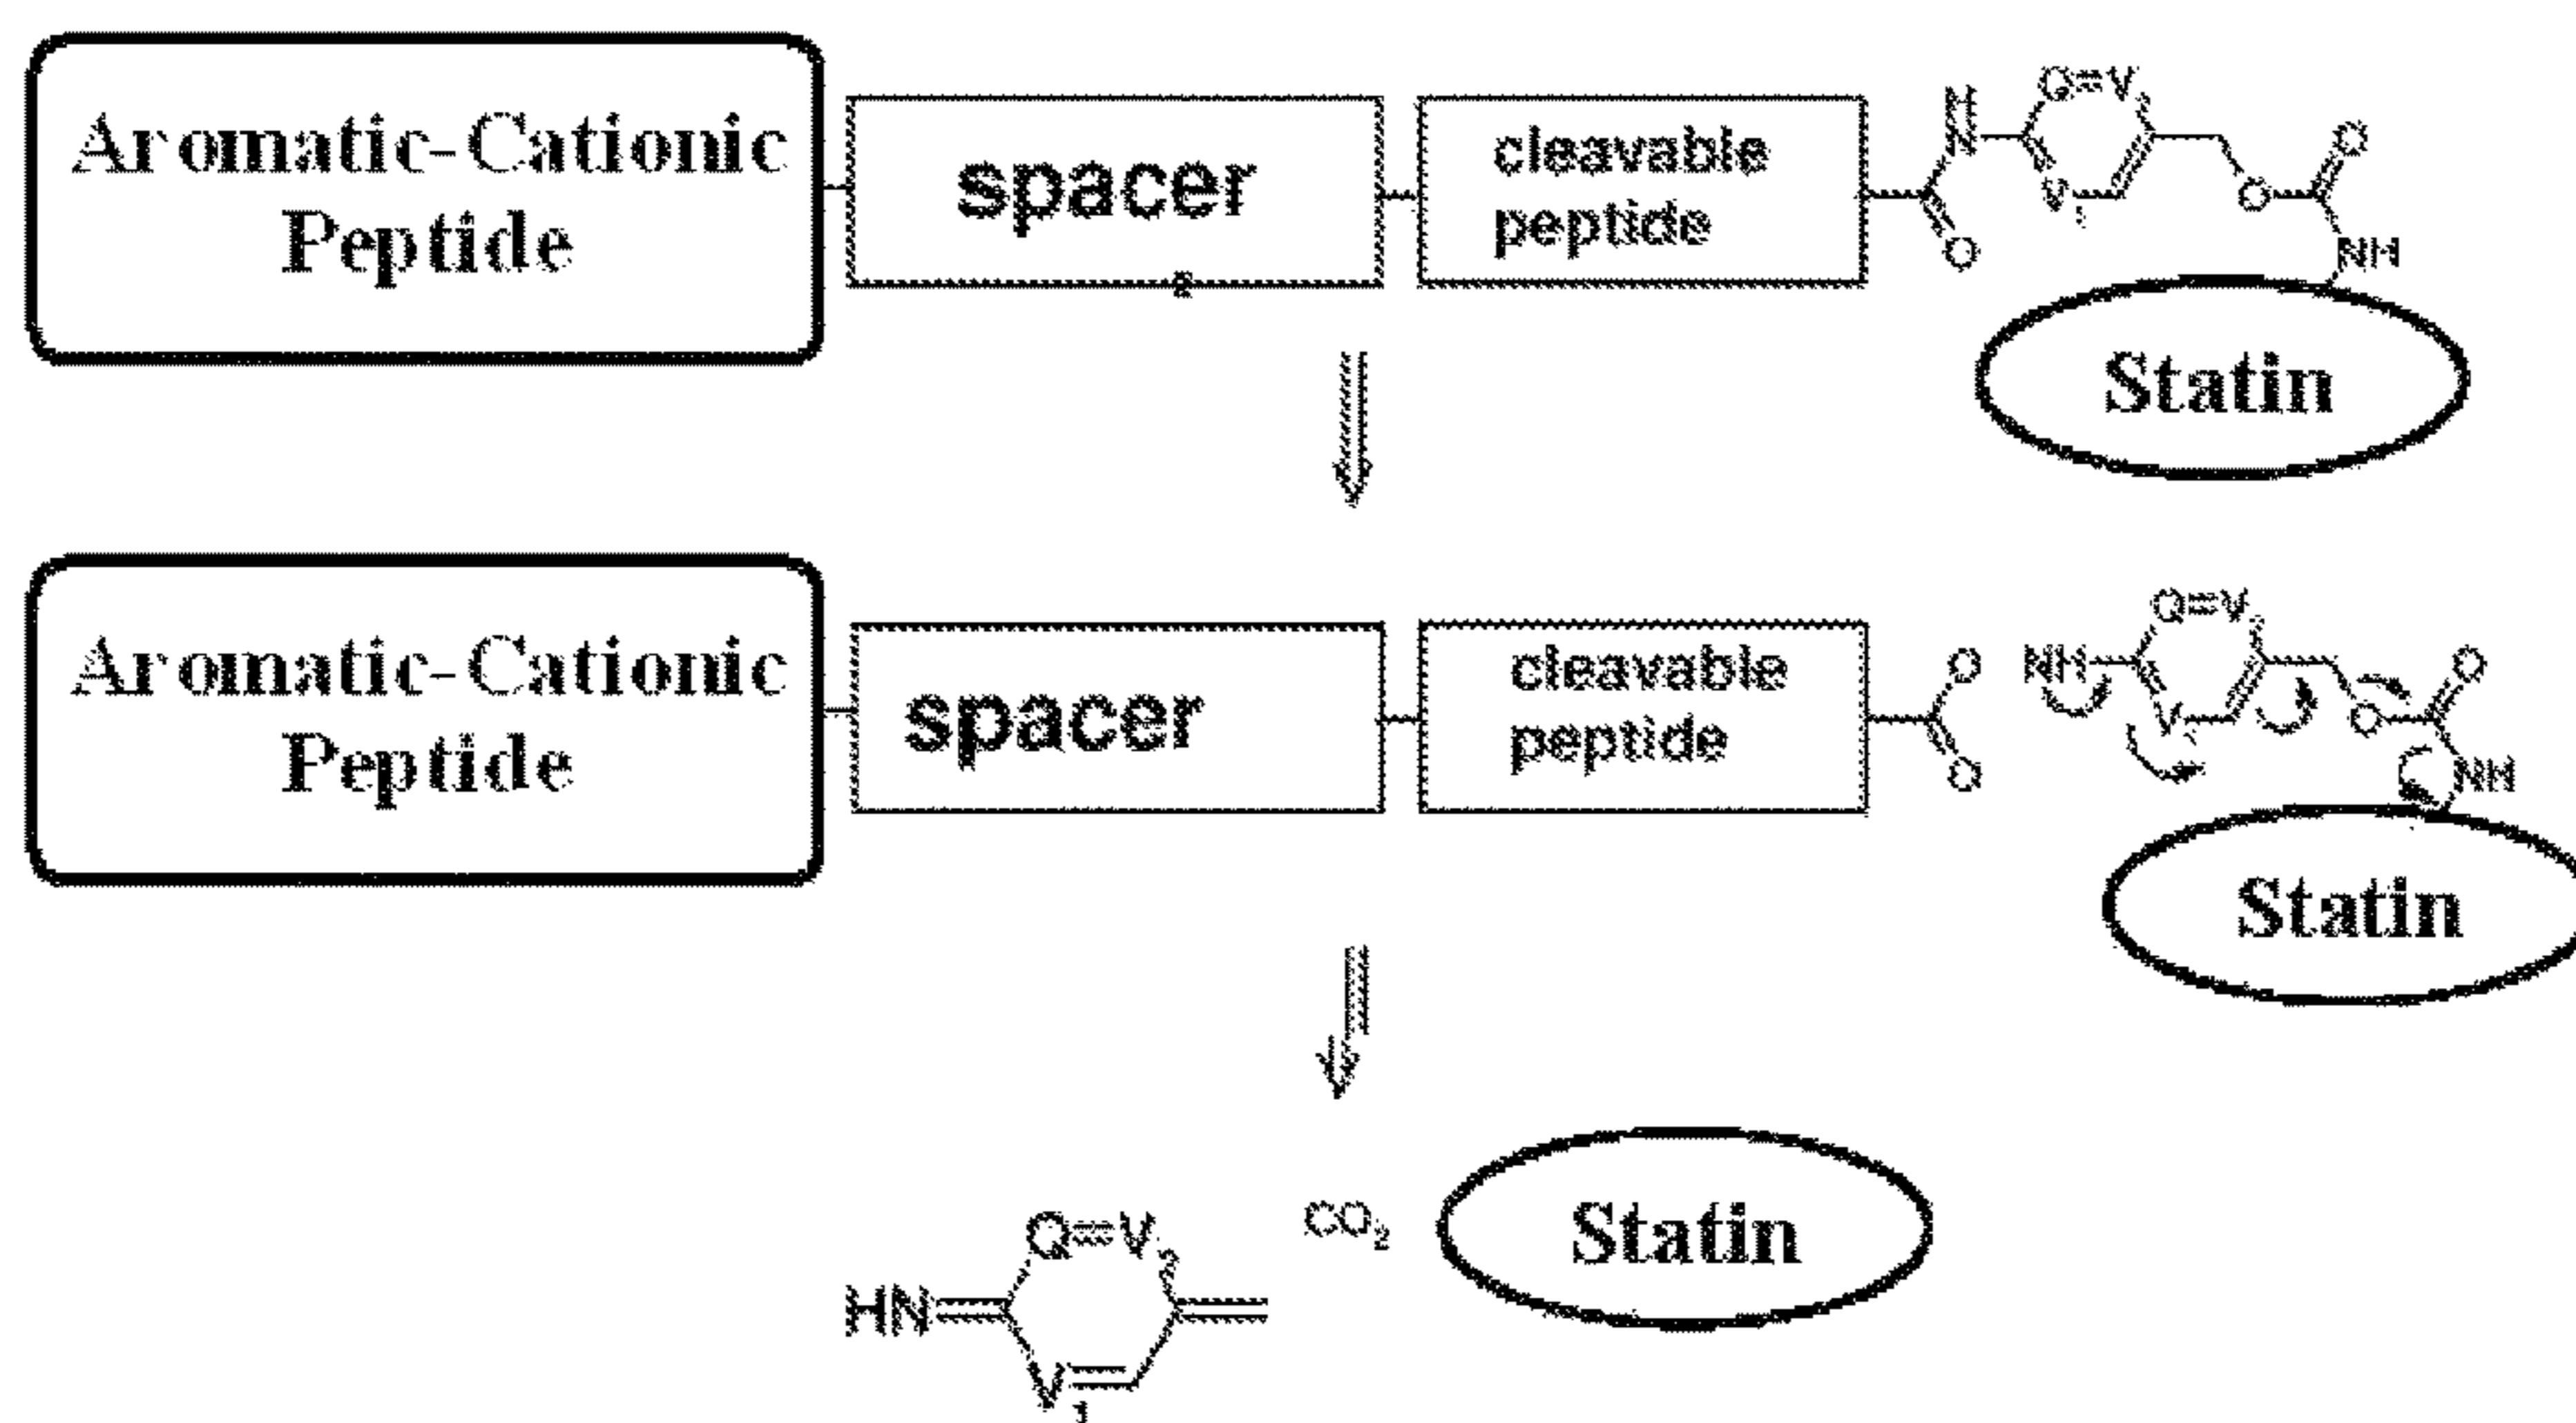 Aromatic-Cationic
Peptide
spacer
cleavable
peptide
H
N
O
Q=V2
V1
O
O
NH
Statin
Aromatic-Cationic
Peptide
spacer
cleavable
peptide
O
O
NH
Q=V2
V1
O
O
NH
Statin
HN
Q=V2
V1
CO2
Statin